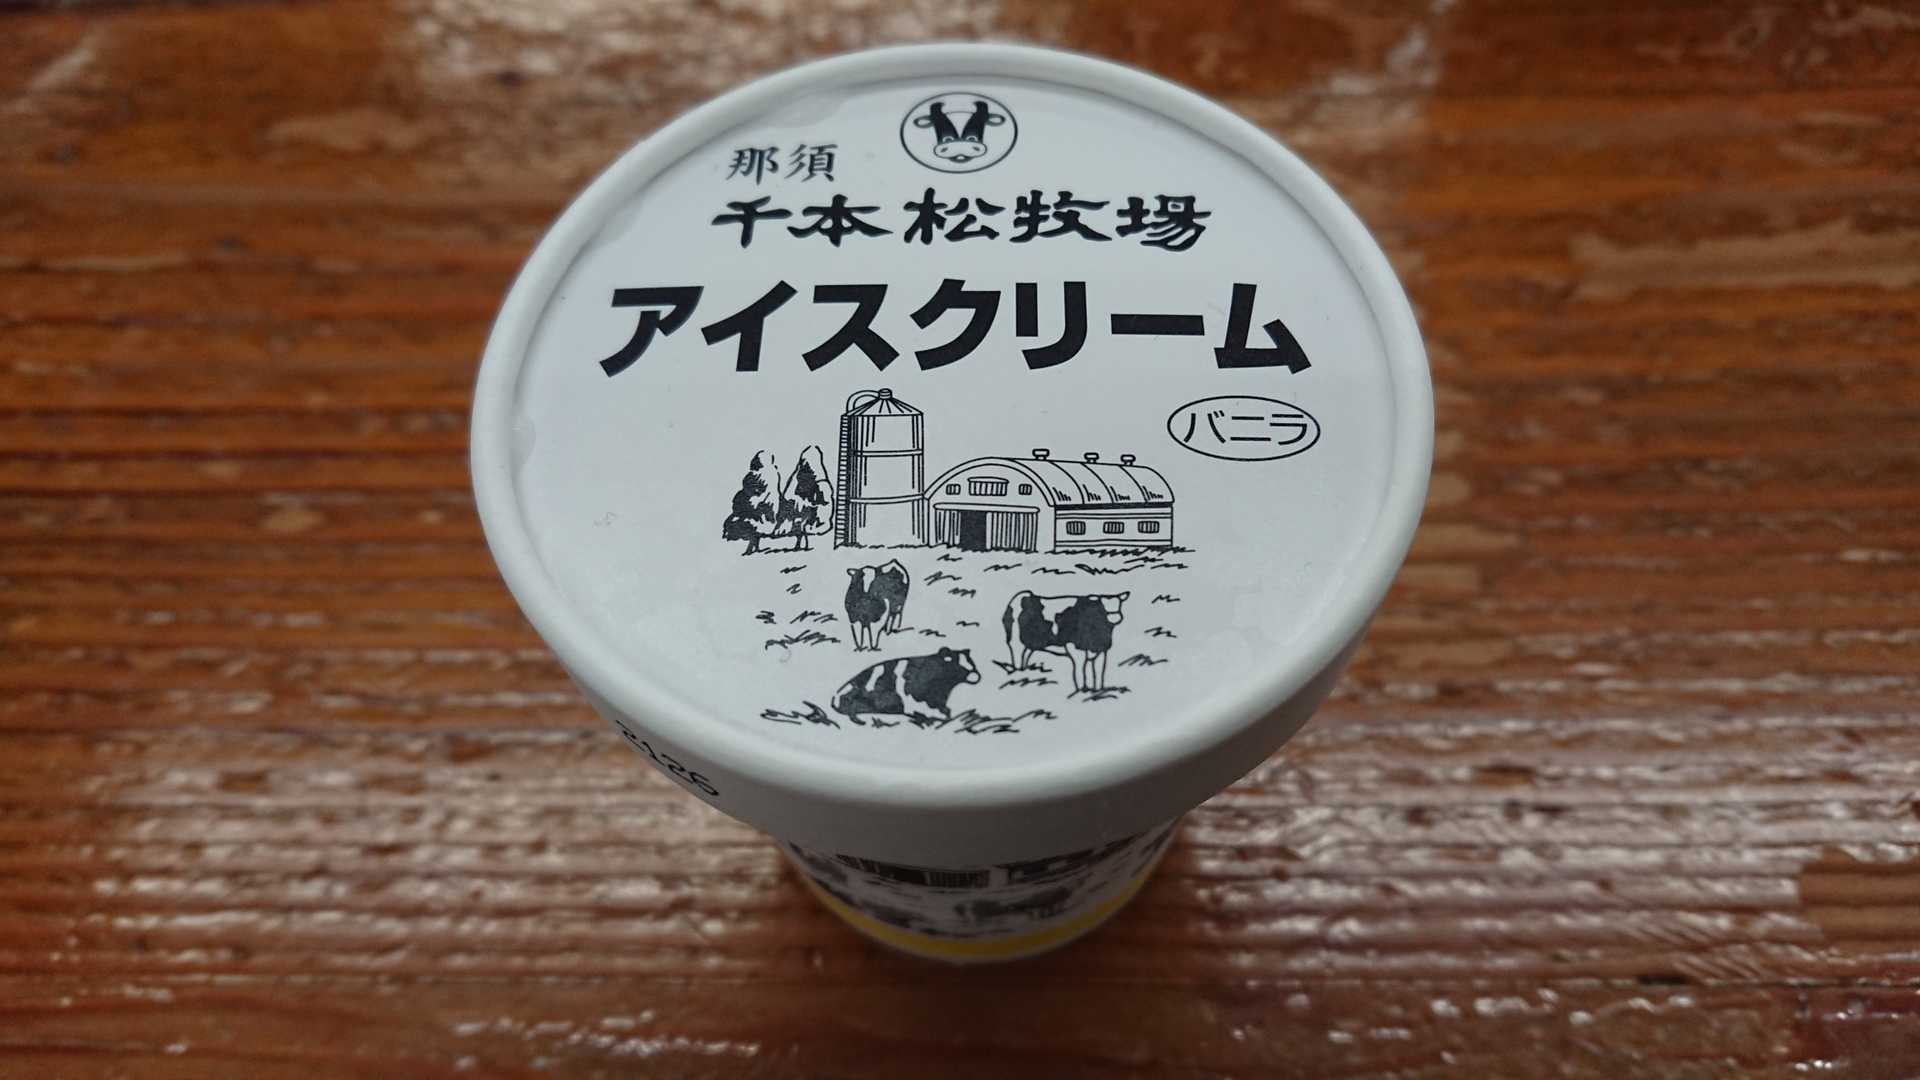 那須
千本松牧場
アイスクリーム
バニラ